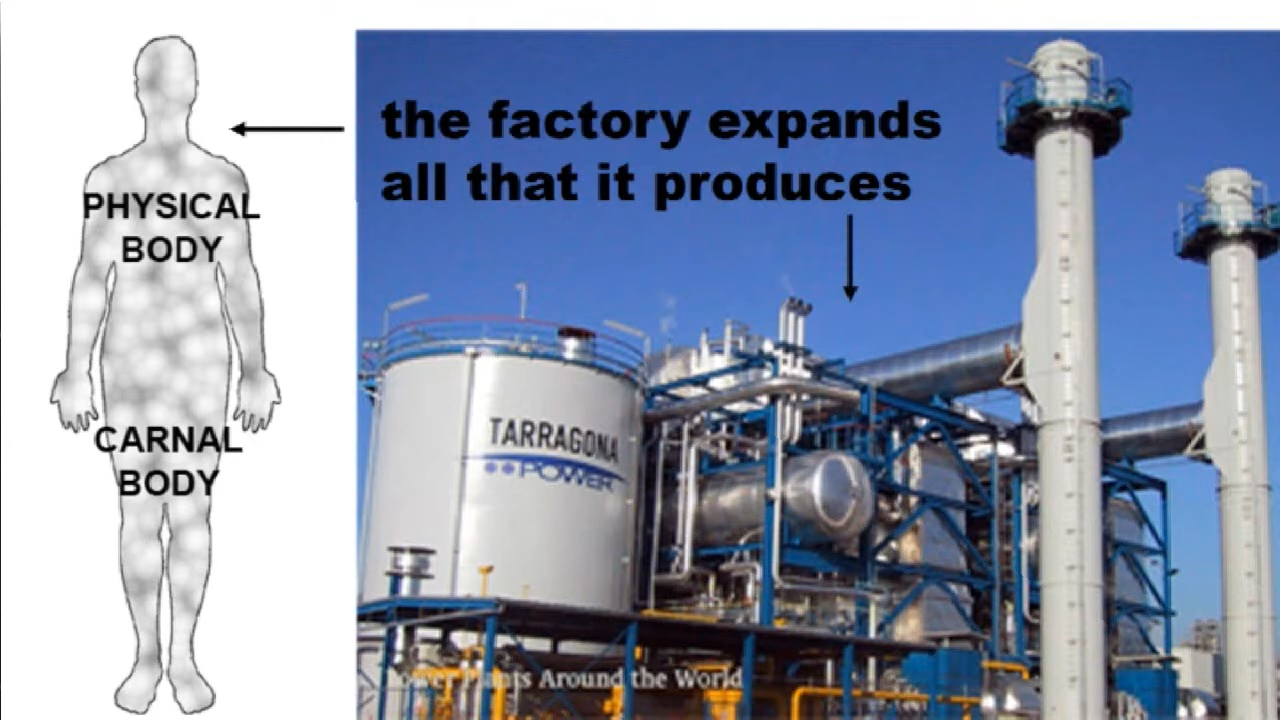 PHYSICAL
BODY
CARNAL
BODY
the factory expands
all that it produces
TARRAGONA
POWER
Power Plants Around the World